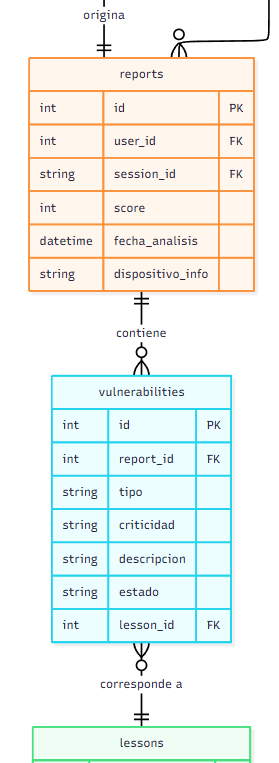 origina
reports
int id PK
int user_id FK
string session_id FK
int score
datetime fecha_analisis
string dispositivo_info
contiene
vulnerabilities
int id PK
int report_id FK
string tipo
string criticidad
string descripcion
string estado
int lesson_id FK
corresponde a
lessons